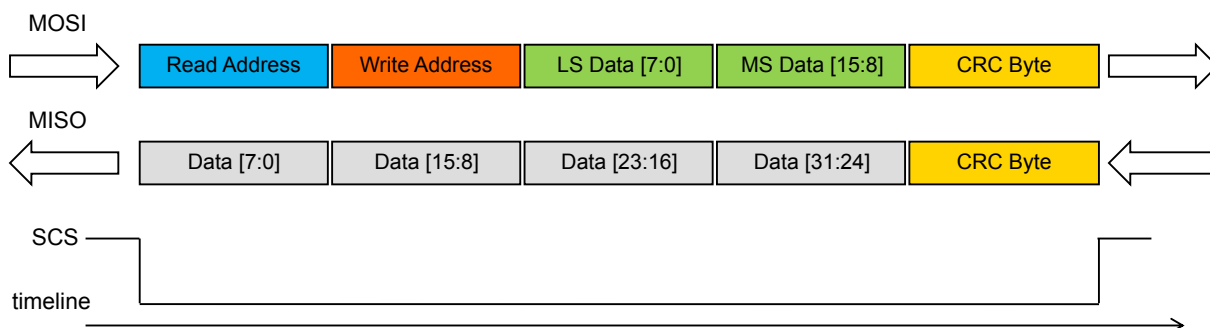 MOSI
Read Address Write Address LS Data [7:0] MS Data [15:8] CRC Byte
MISO
Data [7:0] Data [15:8] Data [23:16] Data [31:24] CRC Byte
SCS
timeline